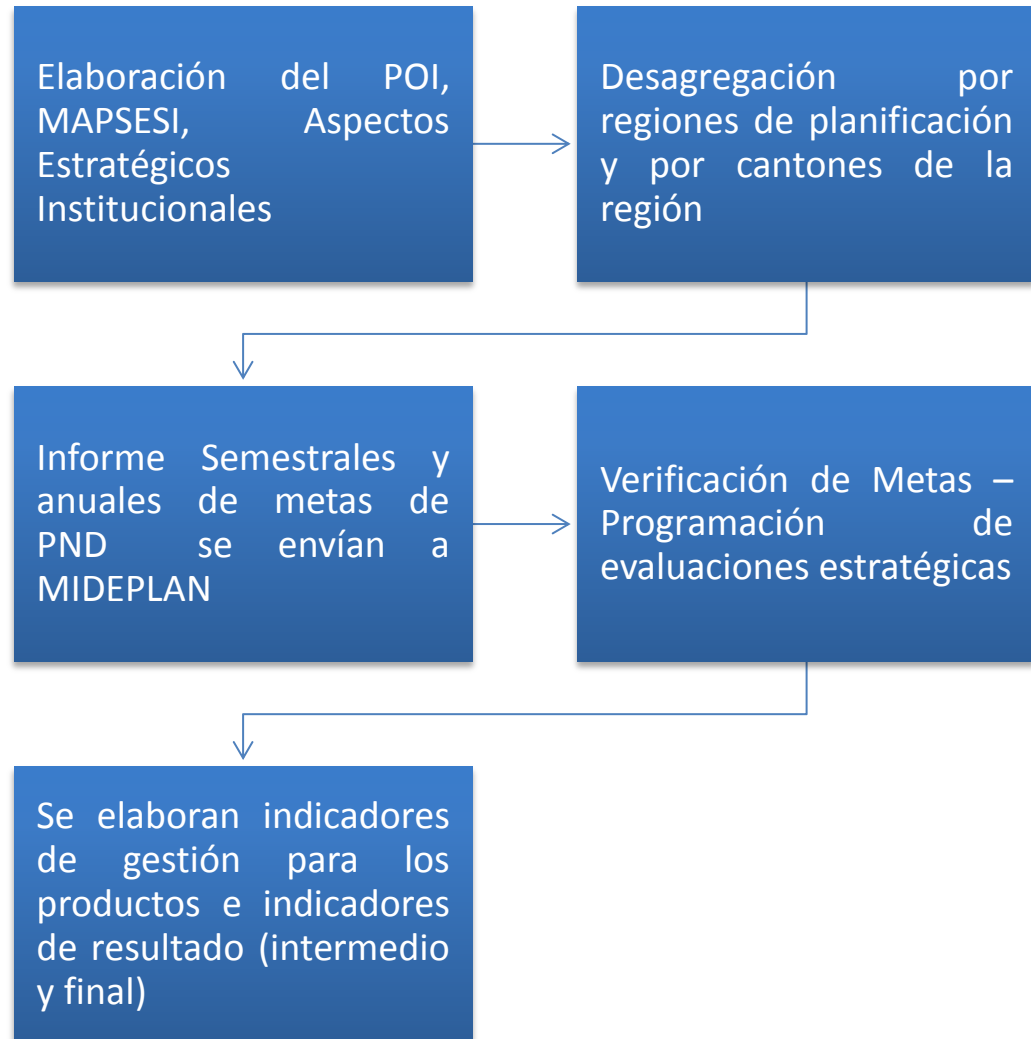 Elaboración del POI,
MAPSESI, Aspectos
Estratégicos
Institucionales
Desagregación por
regiones de planificación
y por cantones de la
región
Informe Semestrales y
anuales de metas de
PND se envían a
MIDEPLAN
Verificación de Metas –
Programación de
evaluaciones estratégicas
Se elaboran indicadores
de gestión para los
productos e indicadores
de resultado (intermedio
y final)